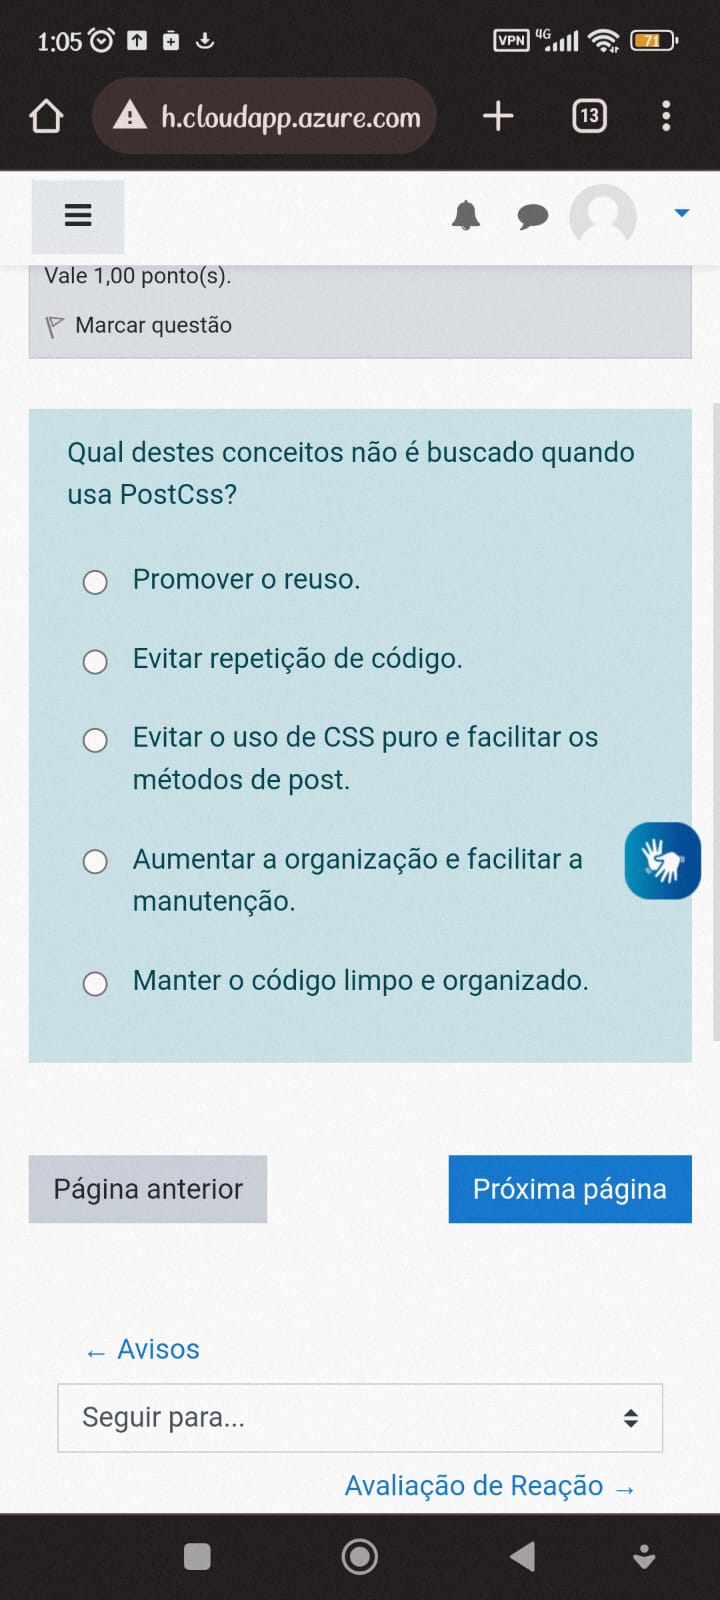 1:05
VPN 4G 71
h.cloudapp.azure.com 13
Vale 1,00 ponto(s).
Marcar questão
Qual destes conceitos não é buscado quando
usa PostCss?
Promover o reuso.
Evitar repetição de código.
Evitar o uso de CSS puro e facilitar os
métodos de post.
Aumentar a organização e facilitar a
manutenção.
Manter o código limpo e organizado.
Página anterior
Próxima página
← Avisos
Seguir para...
Avaliação de Reação →